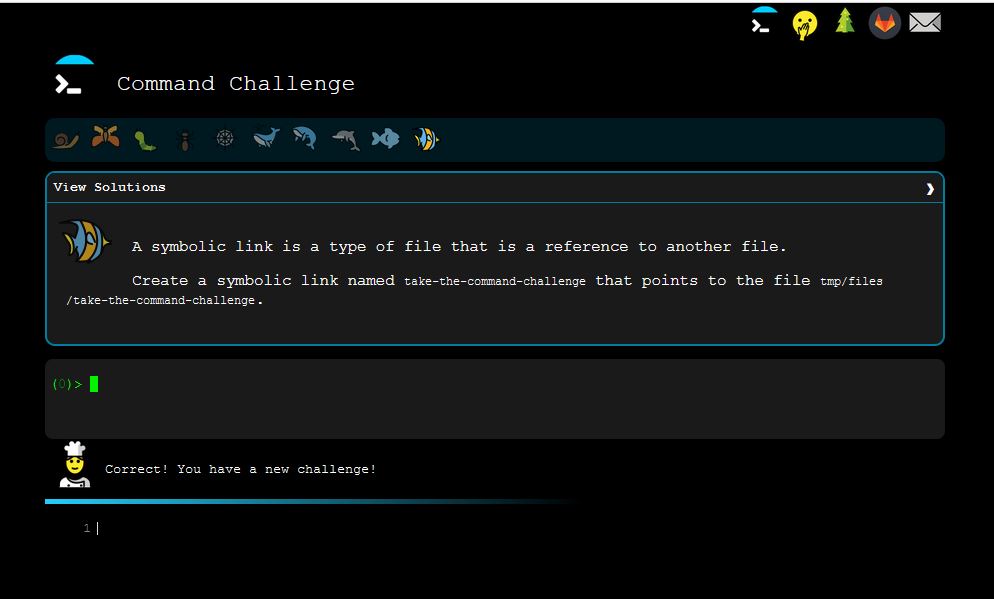 Command Challenge
View Solutions
A symbolic link is a type of file that is a reference to another file.
Create a symbolic link named take-the-command-challenge that points to the file tmp/files
/take-the-command-challenge.
(0)>
Correct! You have a new challenge!
1